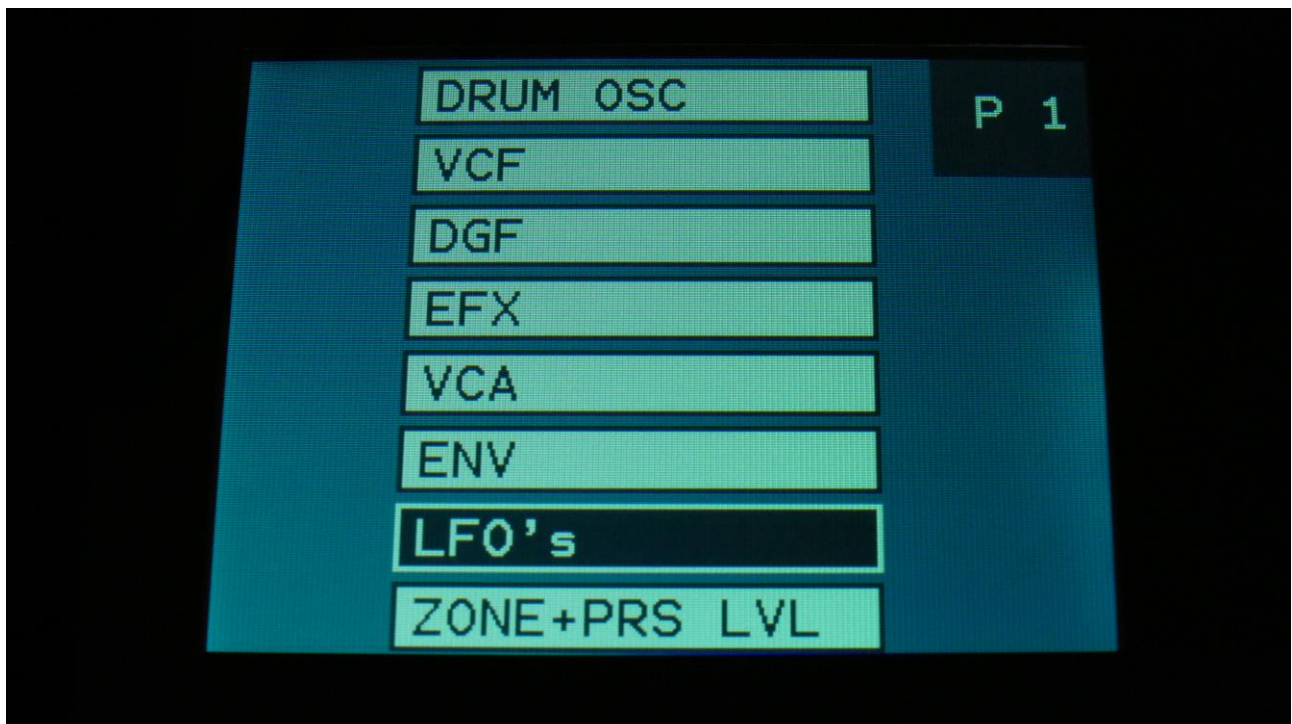 DRUM OSC
P 1
VCF
DGF
EFX
VCA
ENV
LFO's
ZONE+PRS LVL